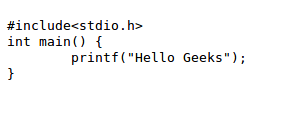 #include<stdio.h>
int main() {
        printf("Hello Geeks");
}